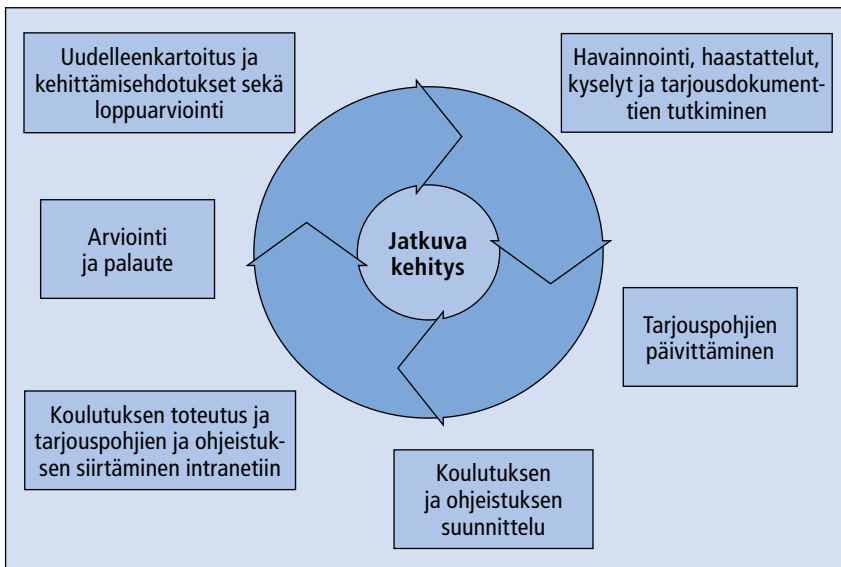 Uudelleenkartoitus ja
kehittämisehdotukset sekä
loppuarviointi
Havainnointi, haastattelut,
kyselyt ja tarjousdokument-
tien tutkiminen
Arviointi
ja palaute
Jatkuva
kehitys
Tarjouspohjien
päivittäminen
Koulutuksen toteutus ja
tarjouspohjien ja ohjeistuk-
sen siirtäminen intranetiin
Koulutuksen
ja ohjeistuksen
suunnittelu